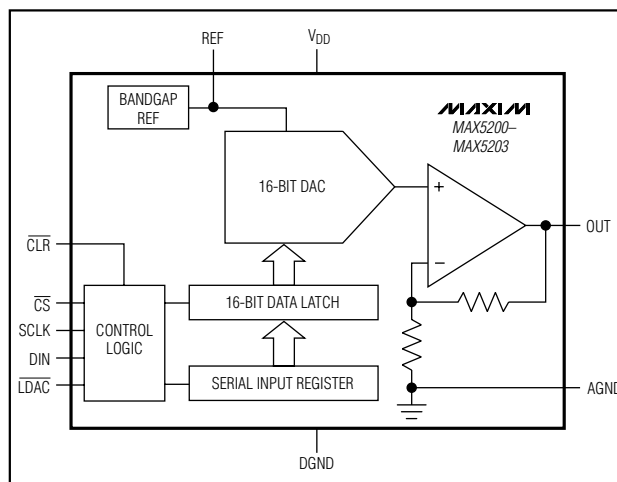 REF
VDD
BANDGAP
REF
MAXIM
MAX5200–
MAX5203
16-BIT DAC
+
−
OUT
CLR
CS
SCLK
DIN
LDAC
CONTROL
LOGIC
16-BIT DATA LATCH
SERIAL INPUT REGISTER
AGND
DGND